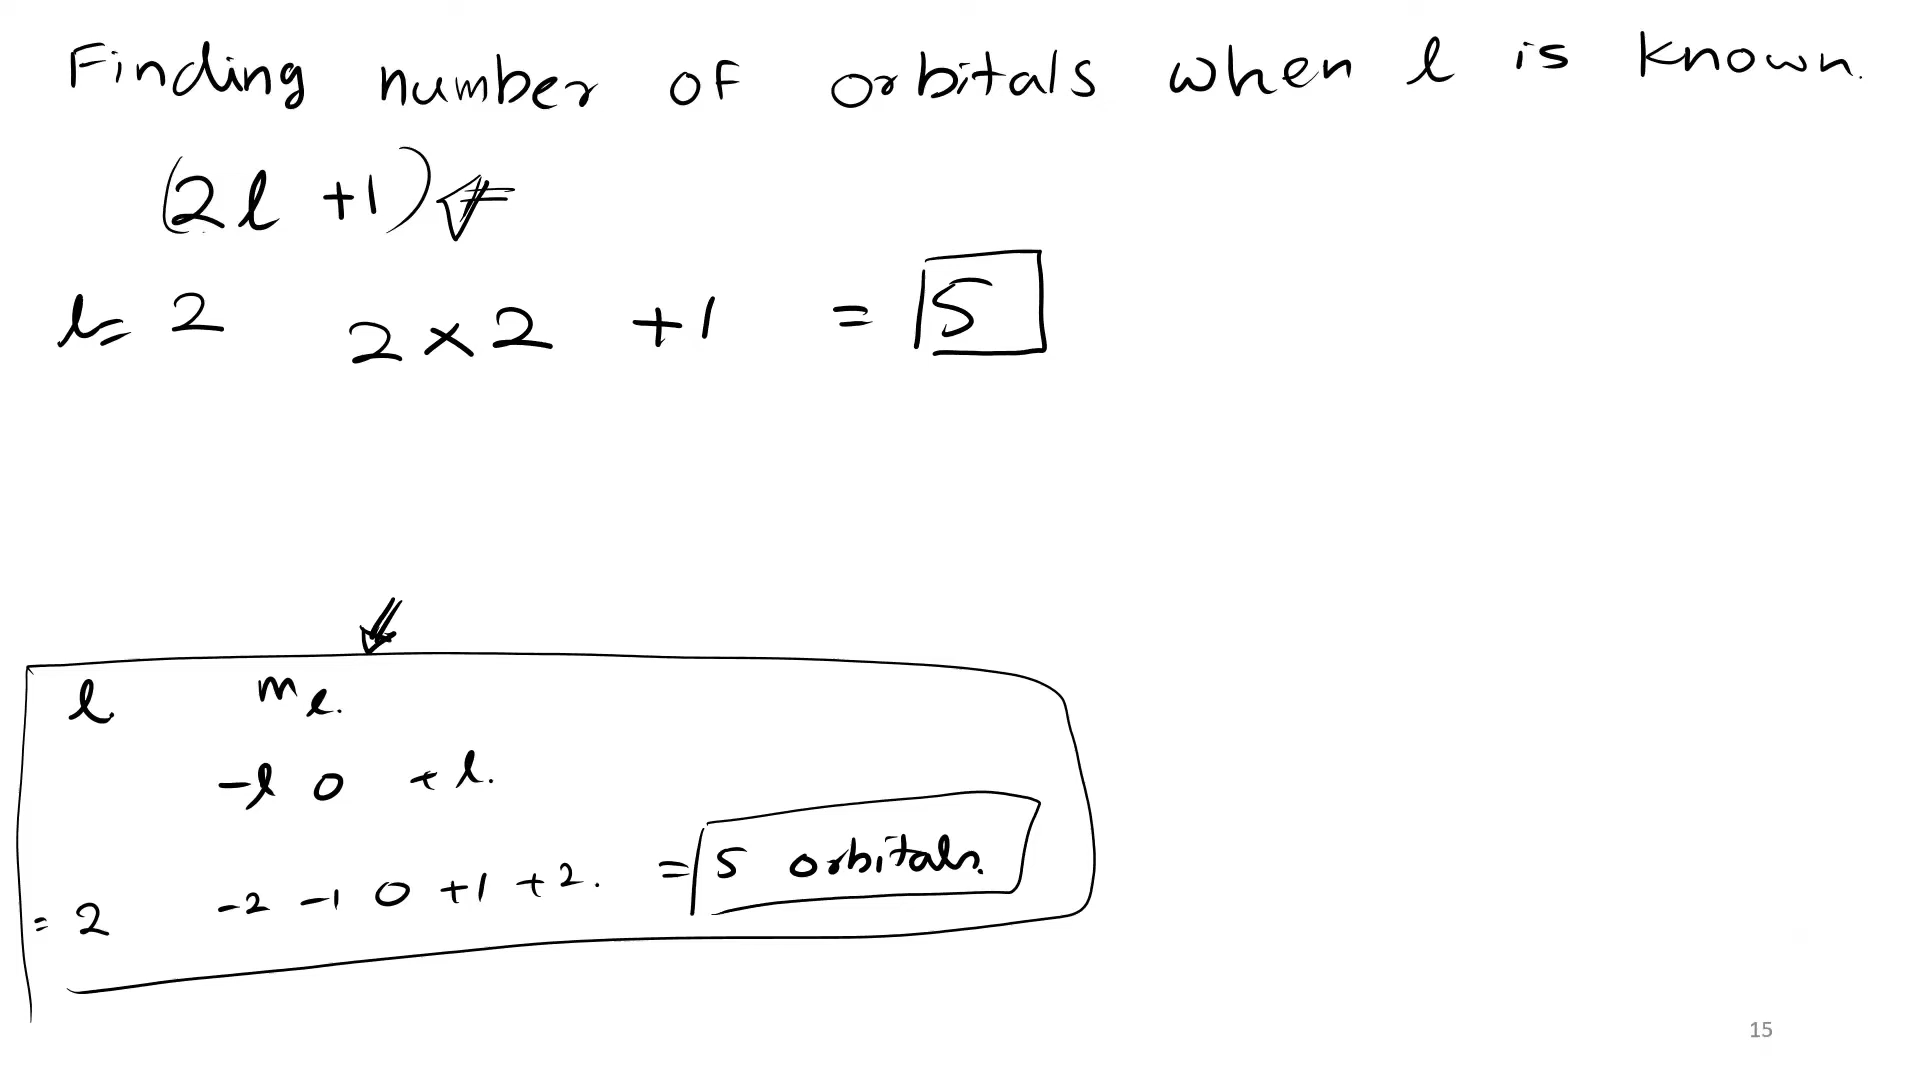 Finding number of orbitals when l is known.
(2l +1)
l= 2 2 × 2 +1 = 5
l ml.
-l 0 +l.
= 2 -2 -1 0 +1 +2. = 5 orbitals.
15